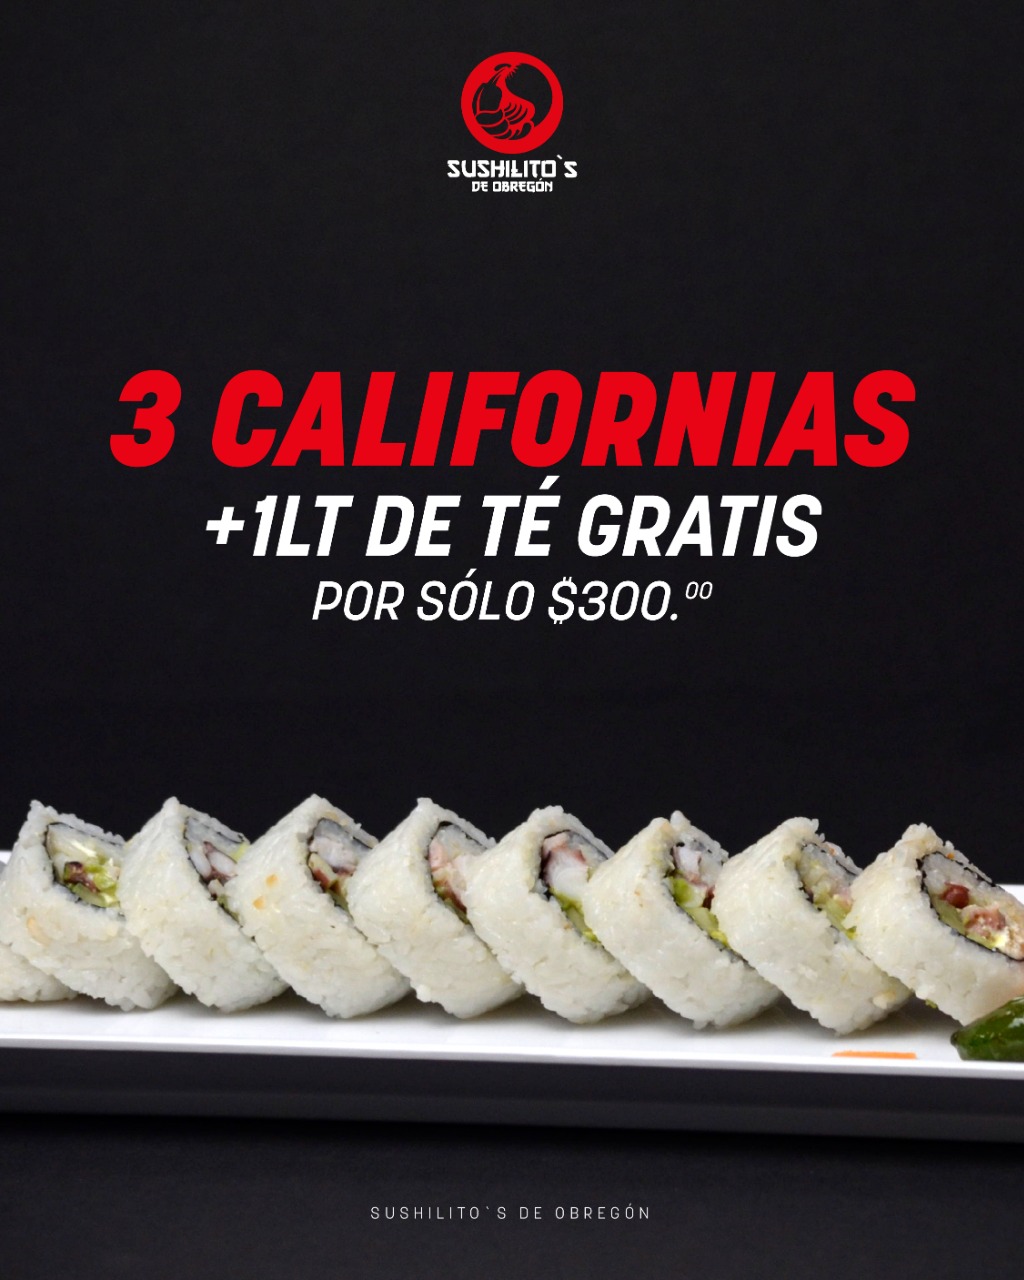 SUSHILITO`S
DE OBREGÓN
3 CALIFORNIAS
+1LT DE TÉ GRATIS
POR SÓLO $300.00
SUSHILITO`S DE OBREGÓN